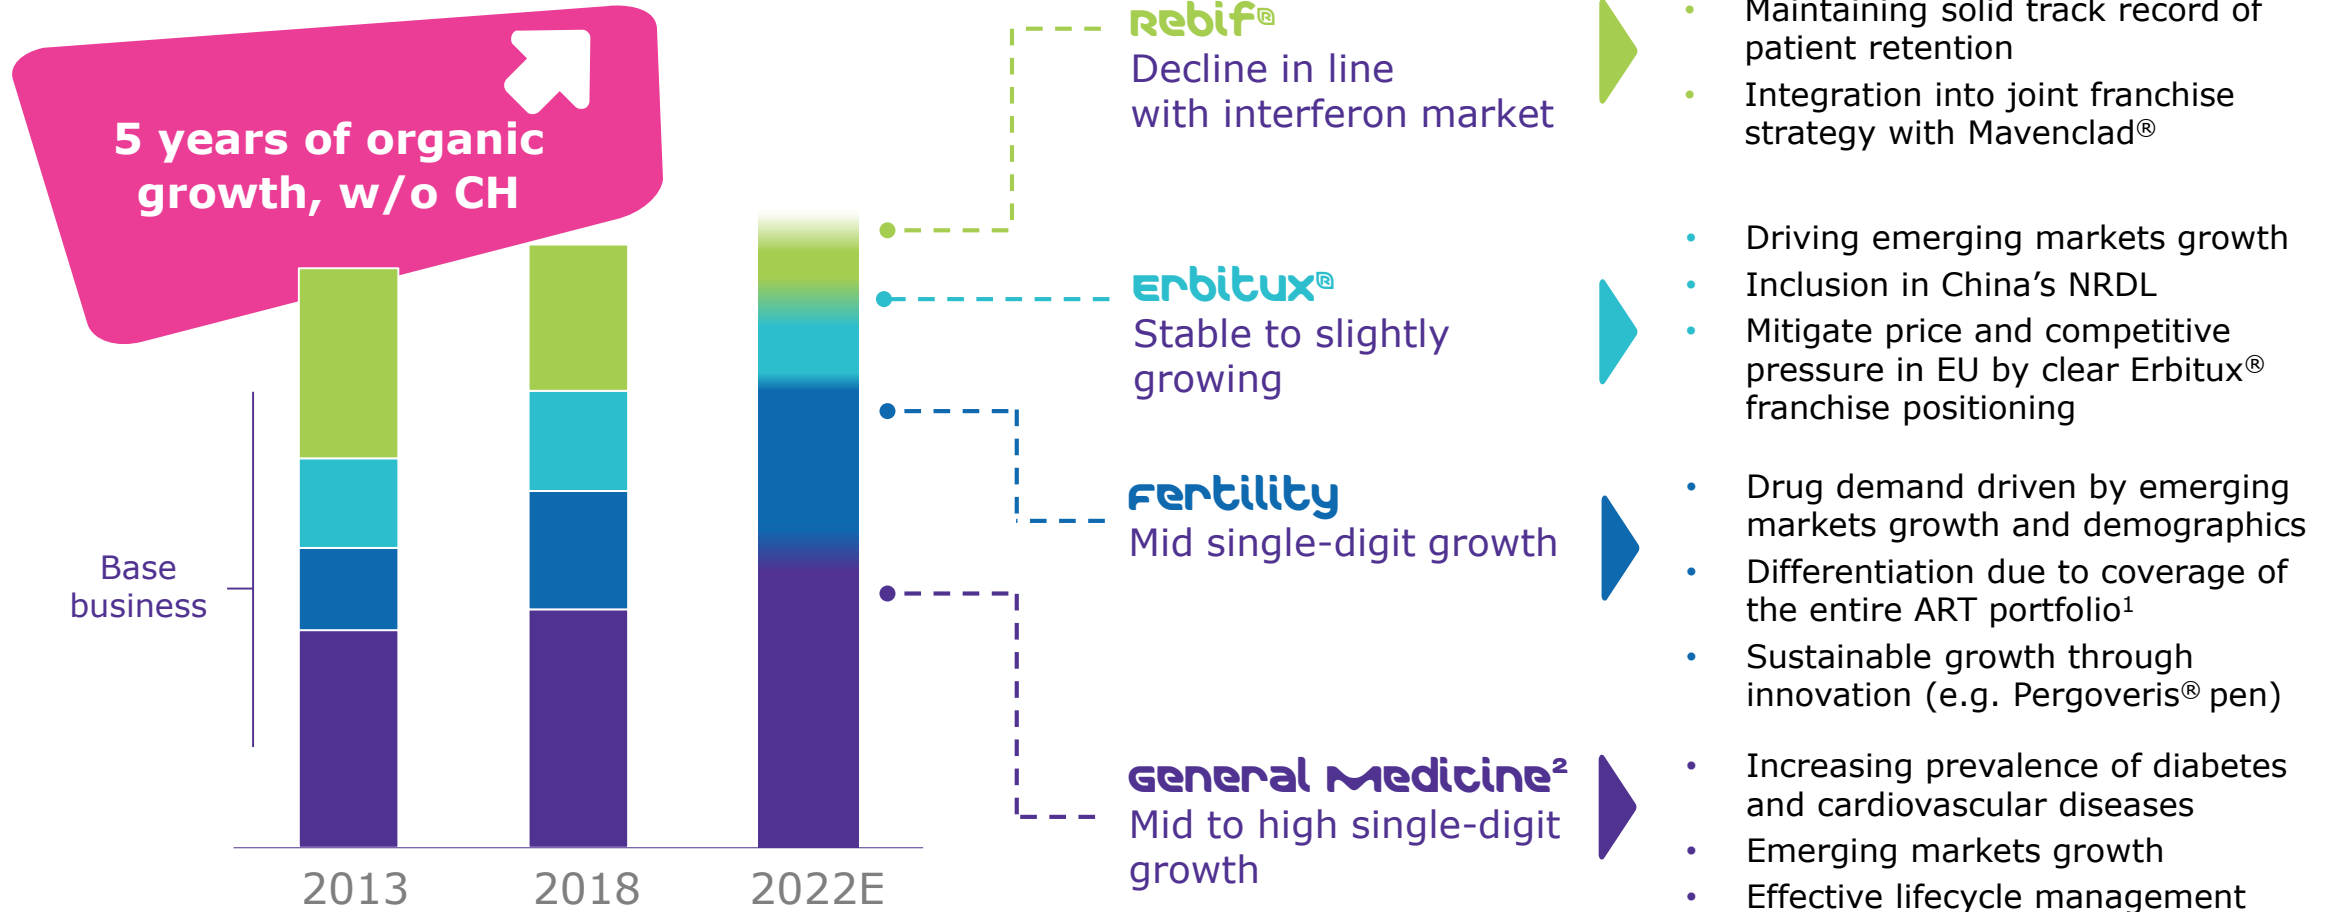 5 years of organic
growth, w/o CH
Base
business
2013
2018
2022E
Rebif®
Decline in line
with interferon market
• Maintaining solid track record of
patient retention
• Integration into joint franchise
strategy with Mavenclad®
Erbitux®
Stable to slightly
growing
• Driving emerging markets growth
• Inclusion in China’s NRDL
• Mitigate price and competitive
pressure in EU by clear Erbitux®
franchise positioning
Fertility
Mid single-digit growth
• Drug demand driven by emerging
markets growth and demographics
• Differentiation due to coverage of
the entire ART portfolio¹
• Sustainable growth through
innovation (e.g. Pergoveris® pen)
General Medicine²
Mid to high single-digit
growth
• Increasing prevalence of diabetes
and cardiovascular diseases
• Emerging markets growth
• Effective lifecycle management